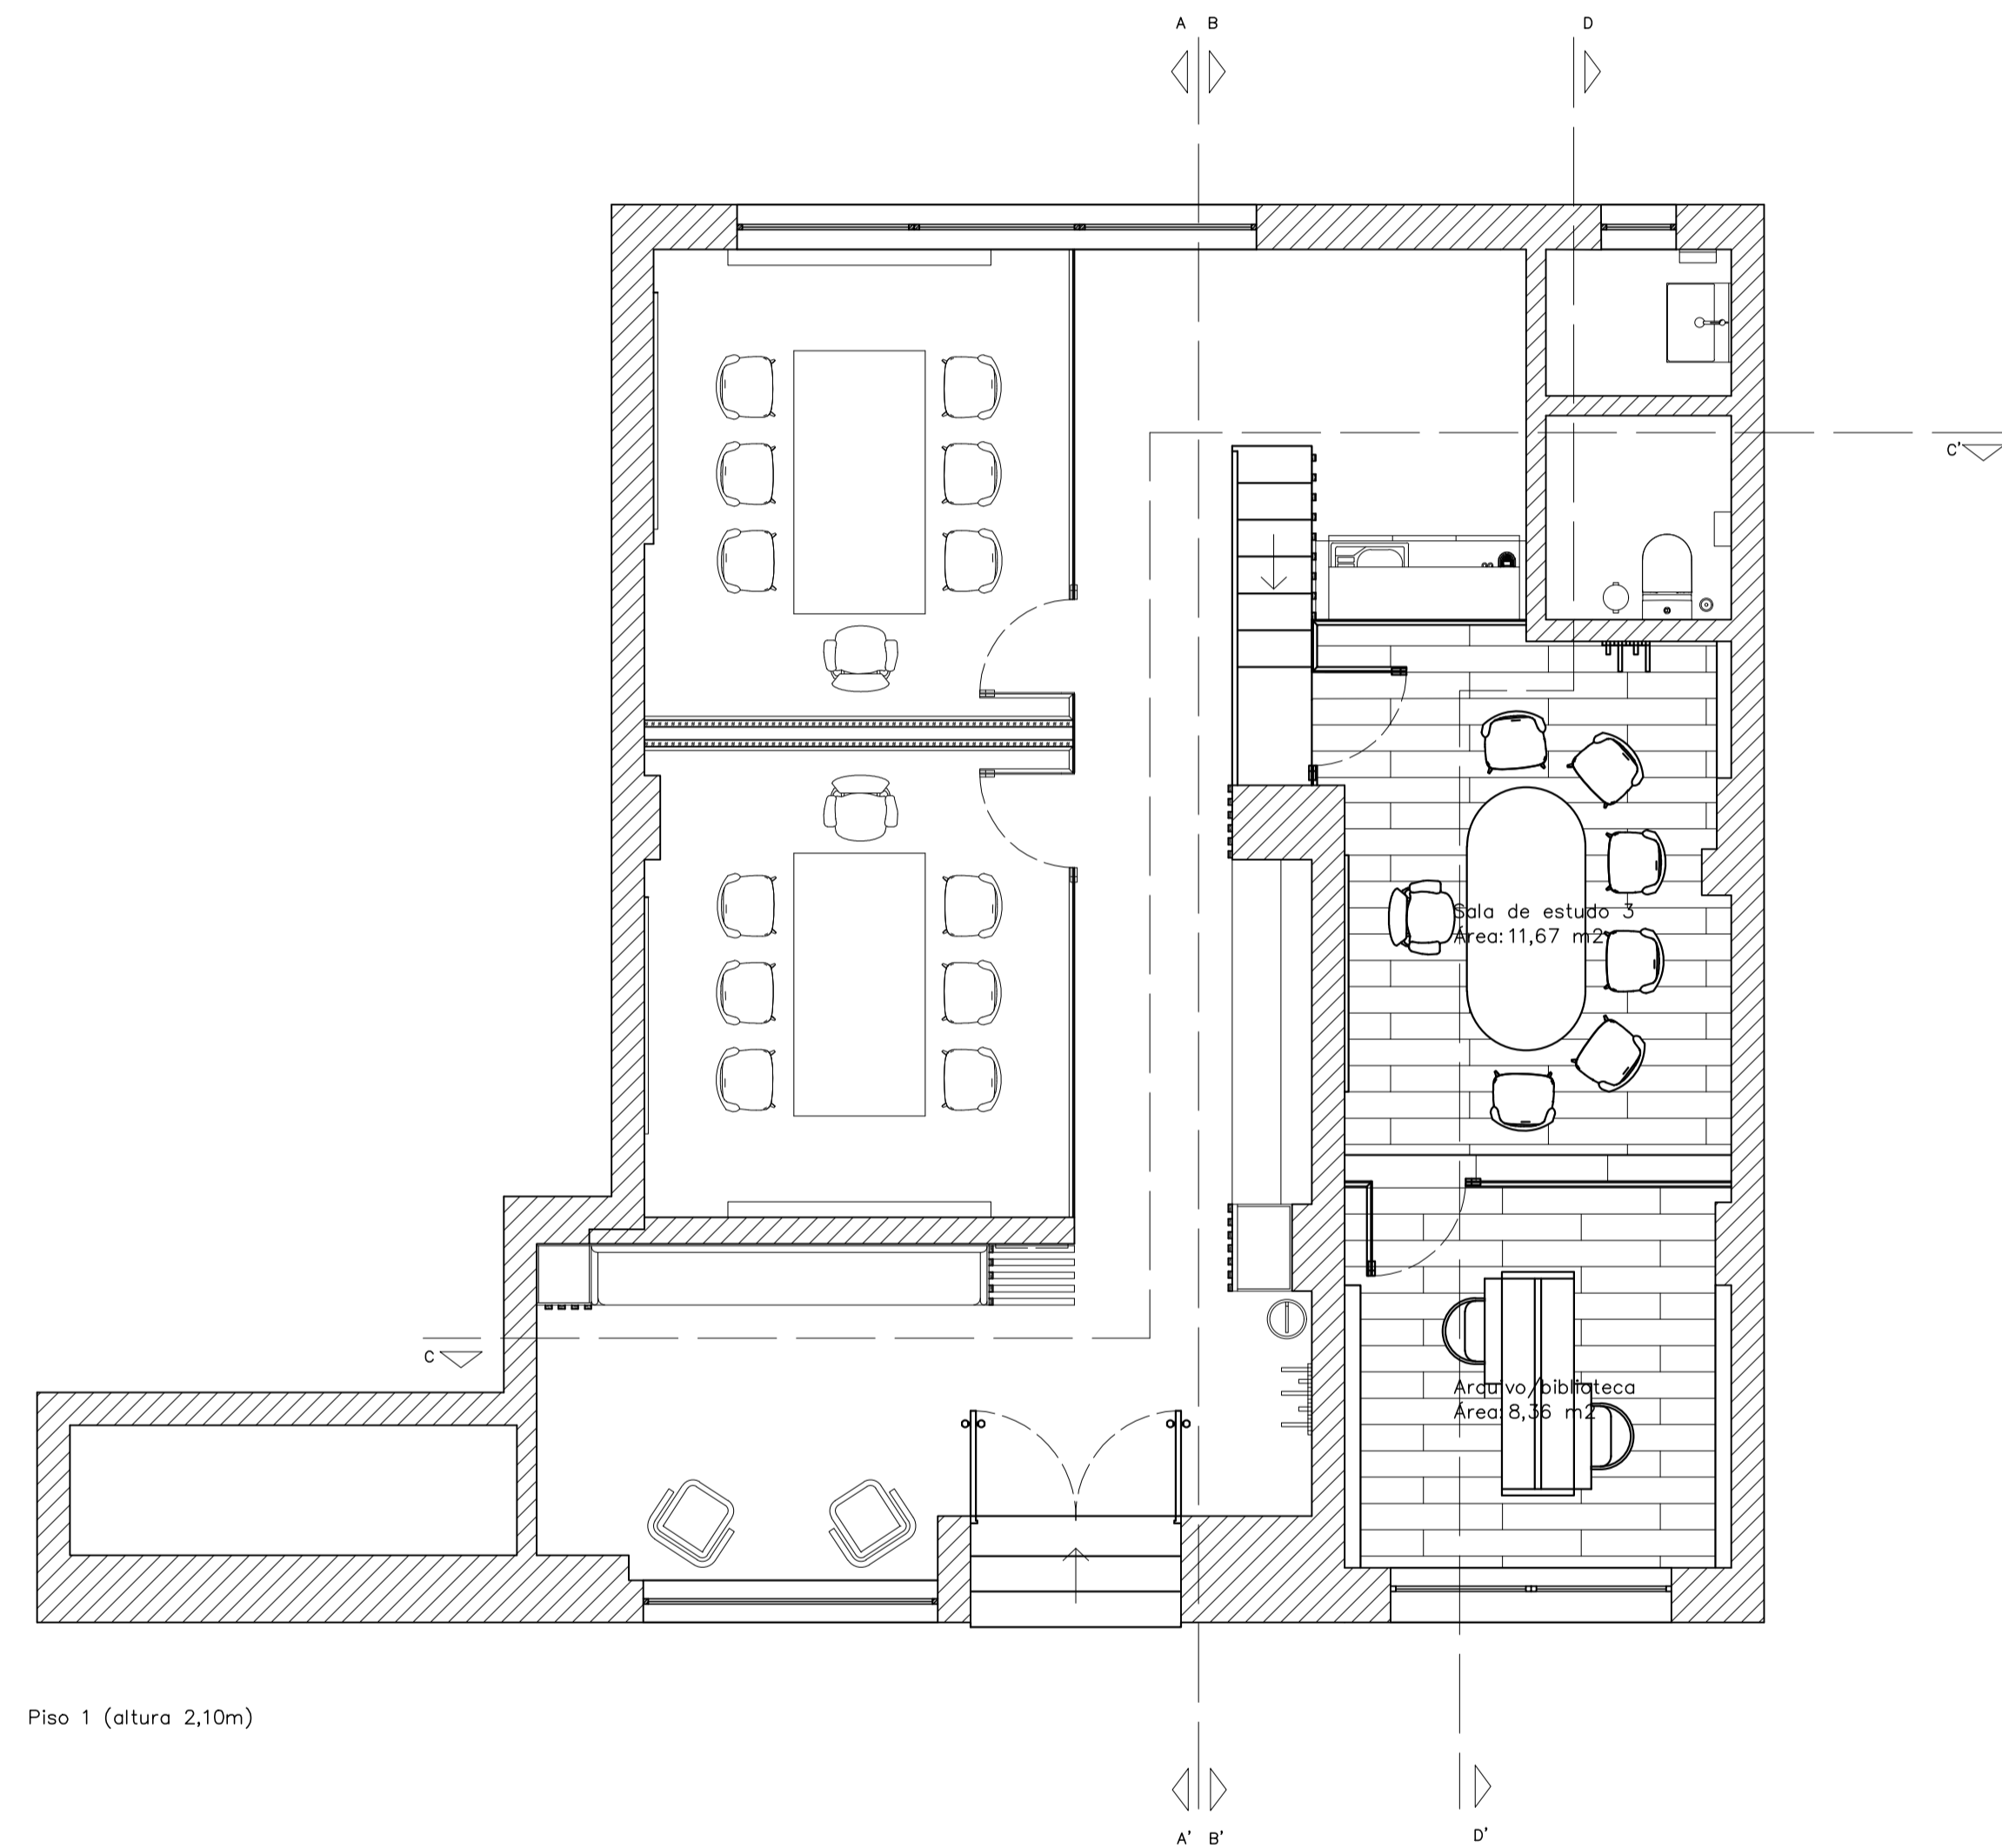 A B
D
C'
Sala de estudo 3
Área: 11,67 m2
C
Arquivo/biblioteca
Área: 8,36 m2
Piso 1 (altura 2,10m)
A' B'
D'